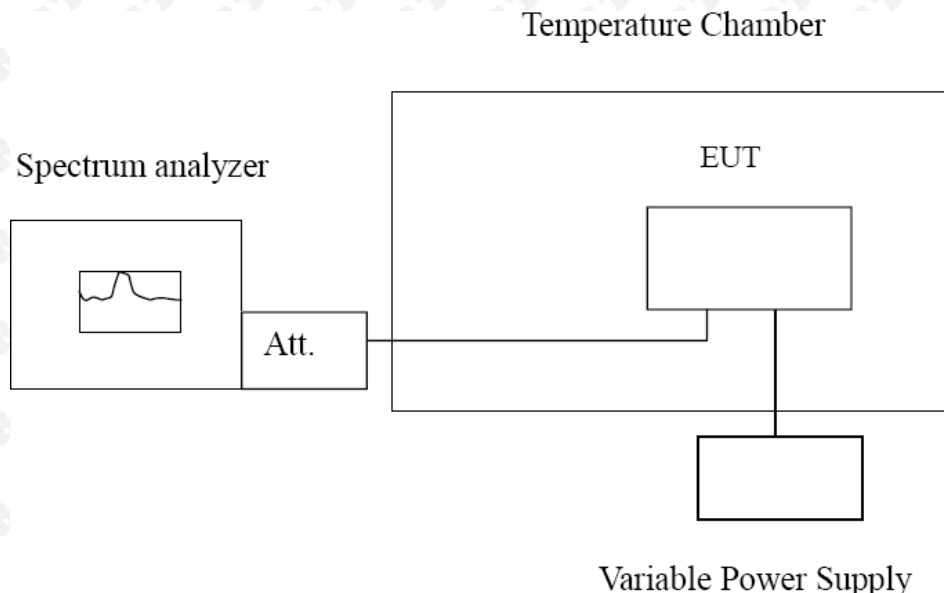 Temperature Chamber
Spectrum analyzer
EUT
Att.
Variable Power Supply